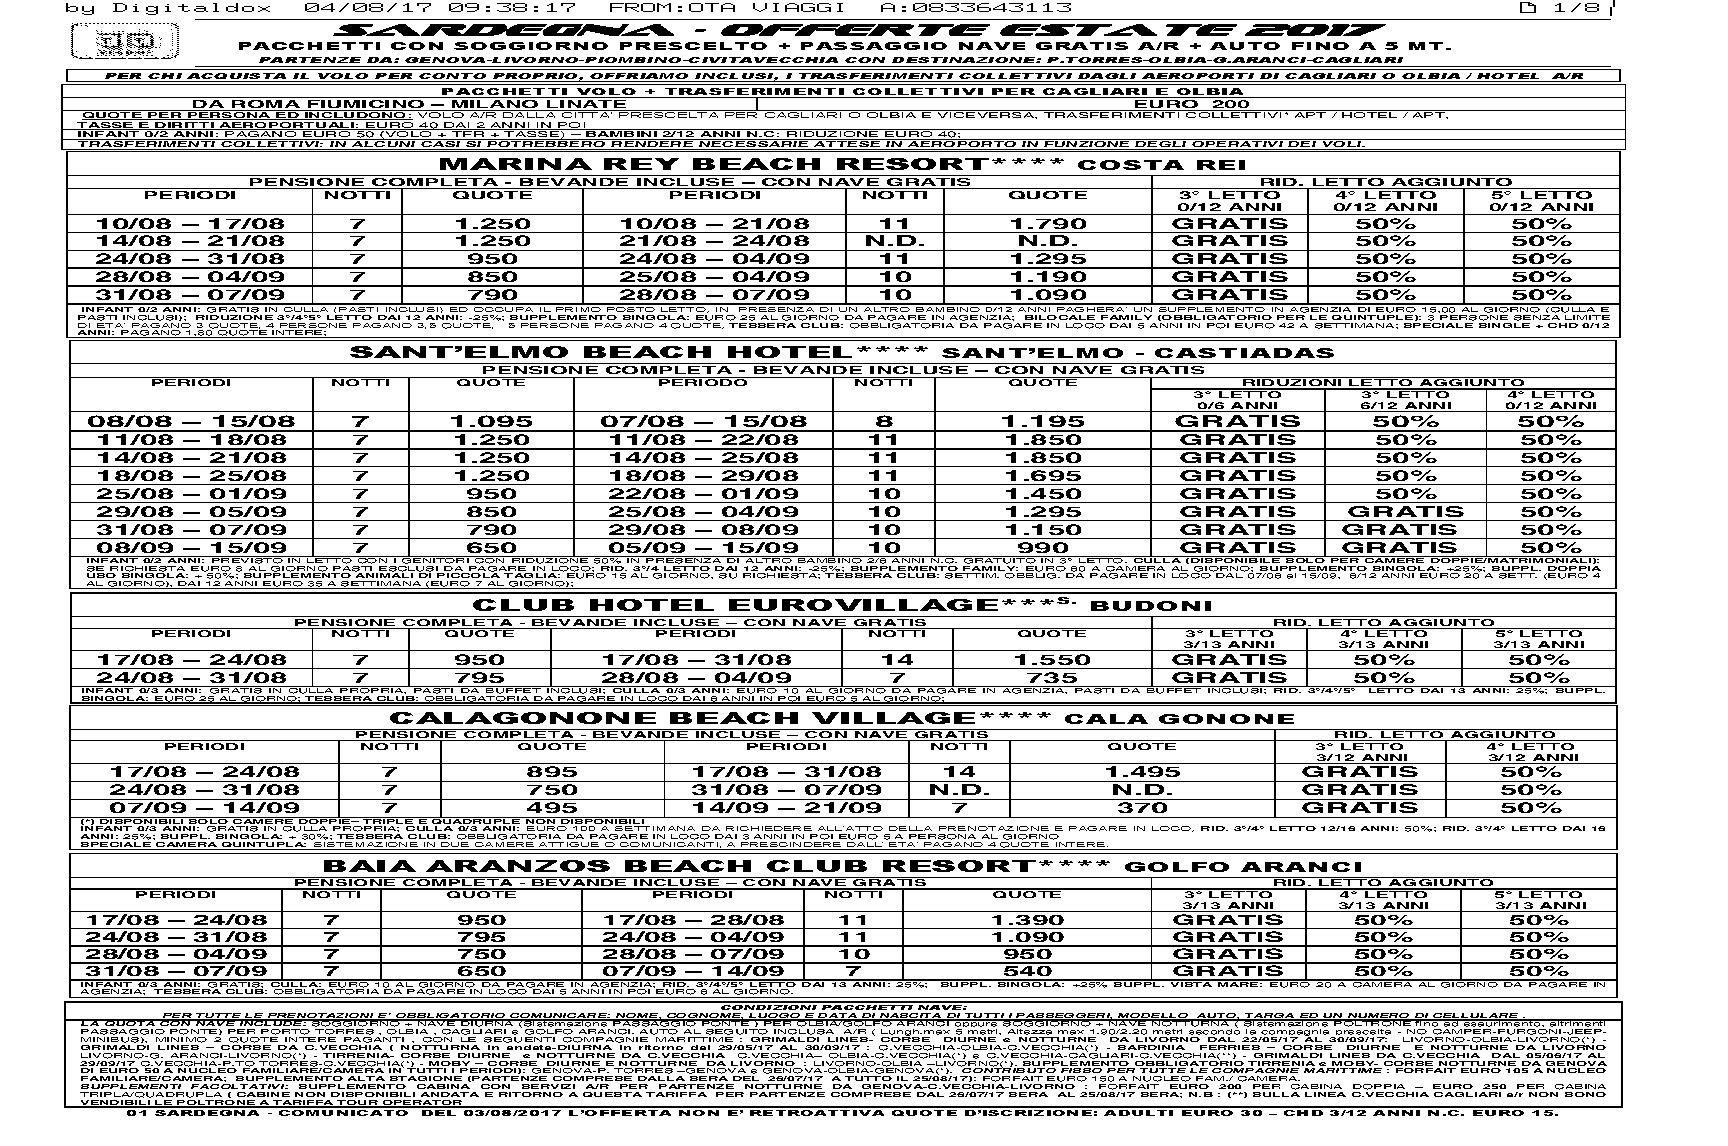 by Digitaldox 04/08/17 09:38:17 FROM:OTA VIAGGI A:0833643113 1/8
SARDEGNA - OFFERTE ESTATE 2017
PACCHETTI CON SOGGIORNO PRESCELTO + PASSAGGIO NAVE GRATIS A/R + AUTO FINO A 5 MT.
PARTENZE DA: GENOVA-LIVORNO-PIOMBINO-CIVITAVECCHIA CON DESTINAZIONE: P.TORRES-OLBIA-G.ARANCI-CAGLIARI
PER CHI ACQUISTA IL VOLO PER CONTO PROPRIO, OFFRIAMO INCLUSI, I TRASFERIMENTI COLLETTIVI DAGLI AEROPORTI DI CAGLIARI O OLBIA / HOTEL A/R
PACCHETTI VOLO + TRASFERIMENTI COLLETTIVI PER CAGLIARI E OLBIA
DA ROMA FIUMICINO – MILANO LINATE EURO 200
QUOTE PER PERSONA ED INCLUDONO: VOLO A/R DALLA CITTA' PRESCELTA PER CAGLIARI O OLBIA E VICEVERSA, TRASFERIMENTI COLLETTIVI* APT / HOTEL / APT,
TASSE E DIRITTI AEROPORTUALI: EURO 40 DAI 2 ANNI IN POI
INFANT 0/2 ANNI: PAGANO EURO 50 (VOLO + TFR + TASSE) – BAMBINI 2/12 ANNI N.C: RIDUZIONE EURO 40;
TRASFERIMENTI COLLETTIVI: IN ALCUNI CASI SI POTREBBERO RENDERE NECESSARIE ATTESE IN AEROPORTO IN FUNZIONE DEGLI OPERATIVI DEI VOLI.
MARINA REY BEACH RESORT**** COSTA REI
PENSIONE COMPLETA - BEVANDE INCLUSE – CON NAVE GRATIS RID. LETTO AGGIUNTO
PERIODI NOTTI QUOTE PERIODI NOTTI QUOTE 3° LETTO 4° LETTO 5° LETTO
0/12 ANNI 0/12 ANNI 0/12 ANNI
10/08 – 17/08 7 1.250 10/08 – 21/08 11 1.790 GRATIS 50% 50%
14/08 – 21/08 7 1.250 21/08 – 24/08 N.D. N.D. GRATIS 50% 50%
24/08 – 31/08 7 950 24/08 – 04/09 11 1.295 GRATIS 50% 50%
28/08 – 04/09 7 850 25/08 – 04/09 10 1.190 GRATIS 50% 50%
31/08 – 07/09 7 790 28/08 – 07/09 10 1.090 GRATIS 50% 50%
INFANT 0/2 ANNI: GRATIS IN CULLA (PASTI INCLUSI) ED OCCUPA IL PRIMO POSTO LETTO, IN PRESENZA DI UN ALTRO BAMBINO 0/12 ANNI PAGHERA' UN SUPPLEMENTO IN AGENZIA DI EURO 15,00 AL GIORNO (CULLA E
PASTI INCLUSI); RIDUZIONE 3°/4°5° LETTO DAI 12 ANNI: -25%; SUPPLEMENTO SINGOLA: EURO 25 AL GIORNO DA PAGARE IN AGENZIA; BILOCALE FAMILY (OBBLIGATORIO PER LE QUINTUPLE): 3 PERSONE SENZA LIMITE
DI ETA' PAGANO 3 QUOTE, 4 PERSONE PAGANO 3,5 QUOTE, 5 PERSONE PAGANO 4 QUOTE, TESSERA CLUB: OBBLIGATORIA DA PAGARE IN LOCO DAI 5 ANNI IN POI EURO 42 A SETTIMANA; SPECIALE SINGLE + CHD 0/12
ANNI: PAGANO 1,80 QUOTE INTERE;
SANT'ELMO BEACH HOTEL**** SANT'ELMO - CASTIADAS
PENSIONE COMPLETA - BEVANDE INCLUSE – CON NAVE GRATIS
PERIODI NOTTI QUOTE PERIODO NOTTI QUOTE RIDUZIONI LETTO AGGIUNTO
3° LETTO 3° LETTO 4° LETTO
0/6 ANNI 6/12 ANNI 0/12 ANNI
08/08 – 15/08 7 1.095 07/08 – 15/08 8 1.195 GRATIS 50% 50%
11/08 – 18/08 7 1.250 11/08 – 22/08 11 1.850 GRATIS 50% 50%
14/08 – 21/08 7 1.250 14/08 – 25/08 11 1.850 GRATIS 50% 50%
18/08 – 25/08 7 1.250 18/08 – 29/08 11 1.695 GRATIS 50% 50%
25/08 – 01/09 7 950 22/08 – 01/09 10 1.450 GRATIS 50% 50%
29/08 – 05/09 7 850 25/08 – 04/09 10 1.295 GRATIS GRATIS 50%
31/08 – 07/09 7 790 29/08 – 08/09 10 1.150 GRATIS GRATIS 50%
08/09 – 15/09 7 650 05/09 – 15/09 10 990 GRATIS GRATIS 50%
INFANT 0/2 ANNI: PREVISTO IN LETTO CON I GENITORI CON RIDUZIONE 50% IN PRESENZA DI ALTRO BAMBINO 2/6 ANNI N.C. GRATUITO IN 3° LETTO. CULLA (DISPONIBILE SOLO PER CAMERE DOPPIE/MATRIMONIALI):
SE RICHIESTA EURO 8 AL GIORNO PASTI ESCLUSI DA PAGARE IN LOCO; RID. 3°/4 LETTO DAI 12 ANNI: -25%; SUPPLEMENTO FAMILY: EURO 60 A CAMERA AL GIORNO; SUPPLEMENTO SINGOLA: +25%; SUPPL. DOPPIA
USO SINGOLA: + 50%; SUPPLEMENTO ANIMALI DI PICCOLA TAGLIA: EURO 15 AL GIORNO, SU RICHIESTA; TESSERA CLUB: SETTIM. OBBLIG. DA PAGARE IN LOCO DAL 07/06 al 15/09, 6/12 ANNI EURO 20 A SETT. (EURO 4
AL GIORNO), DAI 12 ANNI EURO 35 A SETTIMANA (EURO 7 AL GIORNO);
CLUB HOTEL EUROVILLAGE***S. BUDONI
PENSIONE COMPLETA - BEVANDE INCLUSE – CON NAVE GRATIS RID. LETTO AGGIUNTO
PERIODI NOTTI QUOTE PERIODI NOTTI QUOTE 3° LETTO 4° LETTO 5° LETTO
3/13 ANNI 3/13 ANNI 3/13 ANNI
17/08 – 24/08 7 950 17/08 – 31/08 14 1.550 GRATIS 50% 50%
24/08 – 31/08 7 795 28/08 – 04/09 7 735 GRATIS 50% 50%
INFANT 0/3 ANNI: GRATIS IN CULLA PROPRIA, PASTI DA BUFFET INCLUSI; CULLA 0/3 ANNI: EURO 10 AL GIORNO DA PAGARE IN AGENZIA, PASTI DA BUFFET INCLUSI; RID. 3°/4°/5° LETTO DAI 13 ANNI: 25%; SUPPL.
SINGOLA: EURO 25 AL GIORNO; TESSERA CLUB: OBBLIGATORIA DA PAGARE IN LOCO DAI 6 ANNI IN POI EURO 5 AL GIORNO;
CALAGONONE BEACH VILLAGE**** CALA GONONE
PENSIONE COMPLETA - BEVANDE INCLUSE – CON NAVE GRATIS RID. LETTO AGGIUNTO
PERIODI NOTTI QUOTE PERIODI NOTTI QUOTE 3° LETTO 4° LETTO
3/12 ANNI 3/12 ANNI
17/08 – 24/08 7 895 17/08 – 31/08 14 1.495 GRATIS 50%
24/08 – 31/08 7 750 31/08 – 07/09 N.D. N.D. GRATIS 50%
07/09 – 14/09 7 495 14/09 – 21/09 7 370 GRATIS 50%
(*) DISPONIBILI SOLO CAMERE DOPPIE– TRIPLE E QUADRUPLE NON DISPONIBILI
INFANT 0/3 ANNI: GRATIS IN CULLA PROPRIA; CULLA 0/3 ANNI: EURO 100 A SETTIMANA DA RICHIEDERE ALL'ATTO DELLA PRENOTAZIONE E PAGARE IN LOCO, RID. 3°/4° LETTO 12/16 ANNI: 50%; RID. 3°/4° LETTO DAI 16
ANNI: 25%; SUPPL. SINGOLA: + 30%; TESSERA CLUB: OBBLIGATORIA DA PAGARE IN LOCO DAI 3 ANNI IN POI EURO 5 A PERSONA AL GIORNO
SPECIALE CAMERA QUINTUPLA: SISTEMAZIONE IN DUE CAMERE ATTIGUE O COMUNICANTI, A PRESCINDERE DALL'ETA' PAGANO 4 QUOTE INTERE.
BAIA ARANZOS BEACH CLUB RESORT**** GOLFO ARANCI
PENSIONE COMPLETA - BEVANDE INCLUSE – CON NAVE GRATIS RID. LETTO AGGIUNTO
PERIODI NOTTI QUOTE PERIODI NOTTI QUOTE 3° LETTO 4° LETTO 5° LETTO
3/13 ANNI 3/13 ANNI 3/13 ANNI
17/08 – 24/08 7 950 17/08 – 28/08 11 1.390 GRATIS 50% 50%
24/08 – 31/08 7 795 24/08 – 04/09 11 1.090 GRATIS 50% 50%
28/08 – 04/09 7 750 28/08 – 07/09 10 950 GRATIS 50% 50%
31/08 – 07/09 7 650 07/09 – 14/09 7 540 GRATIS 50% 50%
INFANT 0/3 ANNI: GRATIS; CULLA: EURO 10 AL GIORNO DA PAGARE IN AGENZIA; RID. 3°/4°/5° LETTO DAI 13 ANNI: 25%; SUPPL. SINGOLA: +25% SUPPL. VISTA MARE: EURO 20 A CAMERA AL GIORNO DA PAGARE IN
AGENZIA; TESSERA CLUB: OBBLIGATORIA DA PAGARE IN LOCO DAI 5 ANNI IN POI EURO 6 AL GIORNO.
CONDIZIONI PACCHETTI NAVE:
PER TUTTE LE PRENOTAZIONI E' OBBLIGATORIO COMUNICARE: NOME, COGNOME, LUOGO E DATA DI NASCITA DI TUTTI I PASSEGGERI, MODELLO AUTO, TARGA ED UN NUMERO DI CELLULARE .
LA QUOTA CON NAVE INCLUDE: SOGGIORNO + NAVE DIURNA (Sistemazione PASSAGGIO PONTE ) PER OLBIA/GOLFO ARANCI oppure SOGGIORNO + NAVE NOTTURNA ( Sistemazione POLTRONE fino ad esaurimento, altrimenti
PASSAGGIO PONTE) PER PORTO TORRES , OLBIA , CAGLIARI e GOLFO ARANCI. AUTO AL SEGUITO INCLUSA A/R ( Lungh.max 5 metri, Altezza max 1.90/2.20 metri secondo le compagnie prescelte - NO CAMPER-FURGONI-JEEP-
MINIBUS), MINIMO 2 QUOTE INTERE PAGANTI , CON LE SEGUENTI COMPAGNIE MARITTIME : GRIMALDI LINES- CORSE DIURNE e NOTTURNE DA LIVORNO DAL 22/05/17 AL 30/09/17: LIVORNO-OLBIA-LIVORNO(*) -
GRIMALDI LINES – CORSE DA C.VECCHIA ( NOTTURNA in andata-DIURNA in ritorno dal 29/05/17 AL 30/09/17 : C.VECCHIA-OLBIA-C.VECCHIA(*) - SARDINIA FERRIES – CORSE DIURNE E NOTTURNE DA LIVORNO
LIVORNO-G. ARANCI-LIVORNO(*) - TIRRENIA- CORSE DIURNE e NOTTURNE DA C.VECCHIA: C.VECCHIA– OLBIA-C.VECCHIA(*) e C.VECCHIA-CAGLIARI-C.VECCHIA(**) - GRIMALDI LINES DA C.VECCHIA DAL 05/06/17 AL
DI EURO 50 A NUCLEO FAMILIARE/CAMERA IN TUTTI I PERIODI): GENOVA-P. TORRES –GENOVA e GENOVA-OLBIA-GENOVA(*). CONTRIBUTO FISSO PER TUTTE LE COMPAGNIE MARITTIME : FORFAIT EURO 105 A NUCLEO
FAMILIARE/CAMERA; SUPPLEMENTO ALTA STAGIONE (PARTENZE COMPRESE DALLA SERA DEL 26/07/17 A TUTTO IL 25/08/17): FORFAIT EURO 150 A NUCLEO FAM./ CAMERA.
SUPPLEMENTI FACOLTATIVI: SUPPLEMENTO CABINA CON SERVIZI A/R PER PARTENZE NOTTURNE DA GENOVA-C.VECCHIA-LIVORNO : FORFAIT EURO 200 PER CABINA DOPPIA – EURO 250 PER CABINA
TRIPLA/QUADRUPLA ( CABINE NON DISPONIBILI ANDATA E RITORNO A QUESTA TARIFFA PER PARTENZE COMPRESE DAL 26/07/17 SERA AL 25/08/17 SERA; N.B : (**) SULLA LINEA C.VECCHIA CAGLIARI a/r NON SONO
VENDIBILI LE POLTRONE A TARIFFA TOUR OPERATOR
01 SARDEGNA - COMUNICATO DEL 03/08/2017 L'OFFERTA NON E' RETROATTIVA QUOTE D'ISCRIZIONE: ADULTI EURO 30 – CHD 3/12 ANNI N.C. EURO 15.